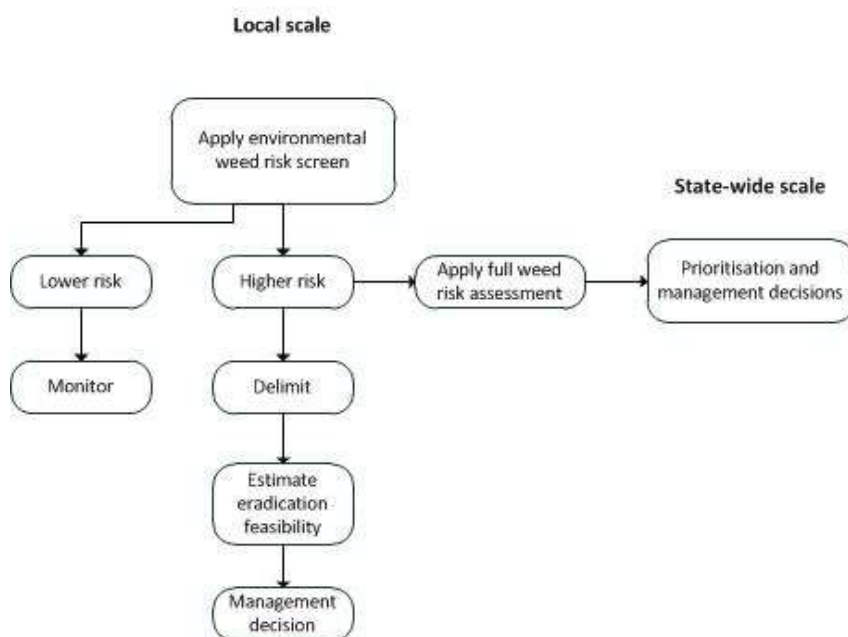 Local scale
Apply environmental
weed risk screen
State-wide scale
Lower risk
Higher risk
Apply full weed
risk assessment
Prioritisation and
management decisions
Monitor
Delimit
Estimate
eradication
feasibility
Management
decision